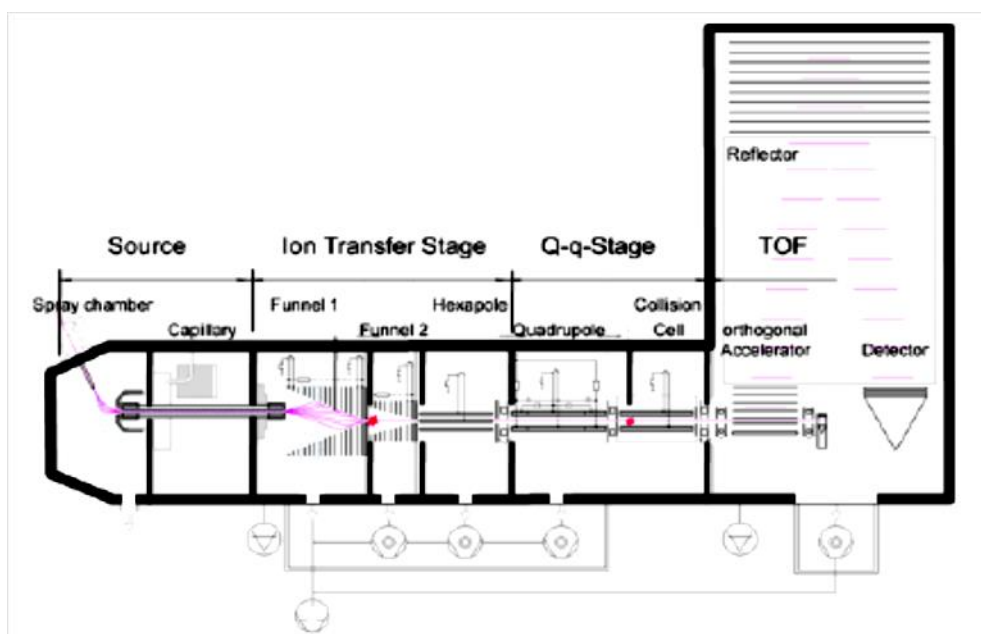 Reflector
Source
Ion Transfer Stage
Q-q-Stage
TOF
Spray chamber
Funnel 1
Hexapole
Collision
Capillary
Funnel 2
Quadrupole
Cell
orthogonal
Accelerator
Detector